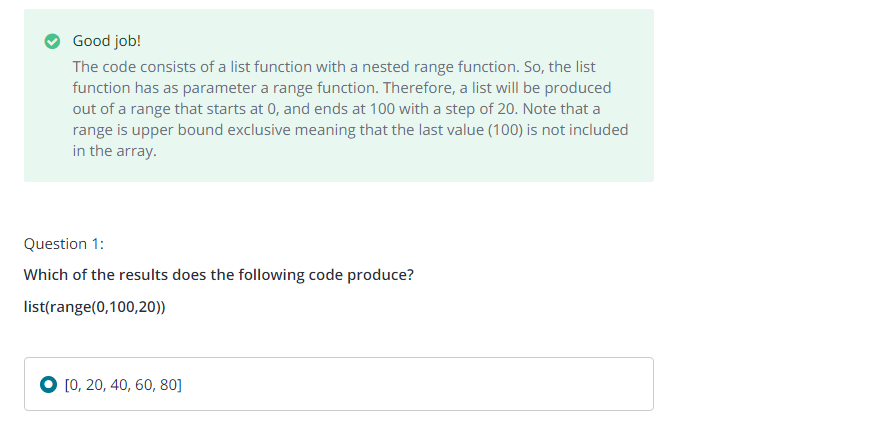 Good job!
The code consists of a list function with a nested range function. So, the list
function has as parameter a range function. Therefore, a list will be produced
out of a range that starts at 0, and ends at 100 with a step of 20. Note that a
range is upper bound exclusive meaning that the last value (100) is not included
in the array.
Question 1:
Which of the results does the following code produce?
list(range(0,100,20))
[0, 20, 40, 60, 80]